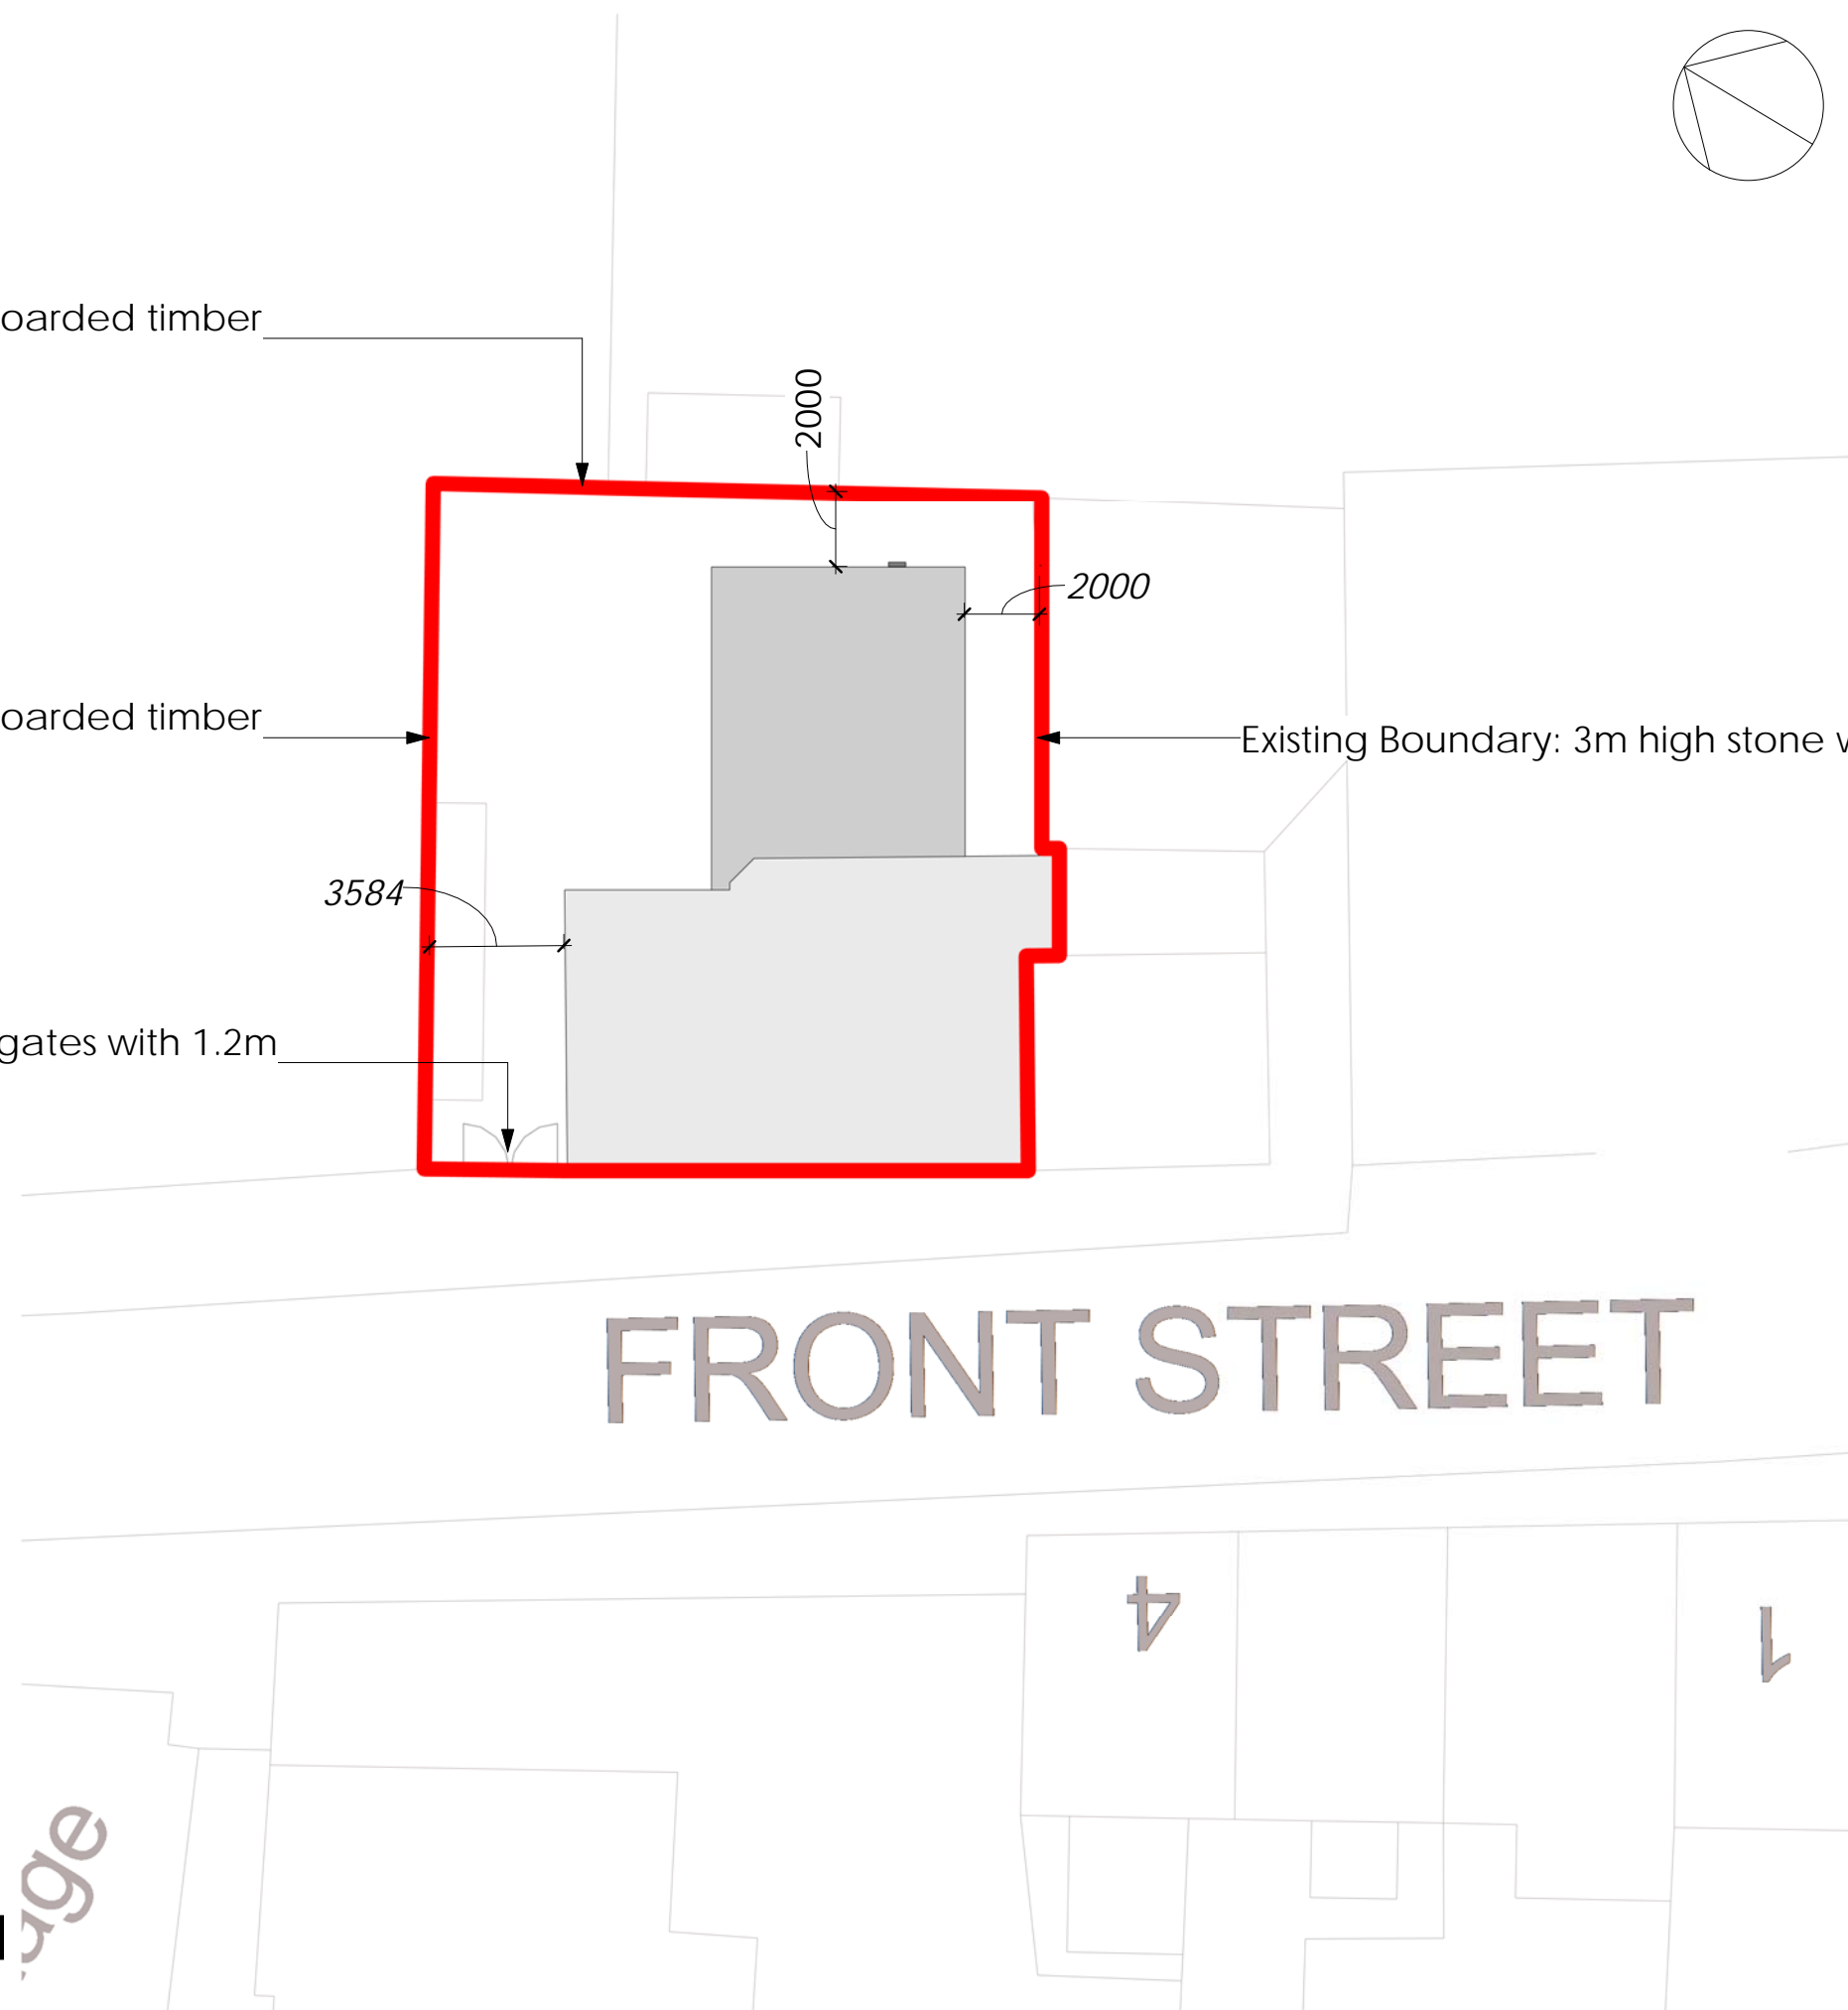 oarded timber
2000
2000
oarded timber
Existing Boundary: 3m high stone
3584
gates with 1.2m
FRONT STREET
4
1